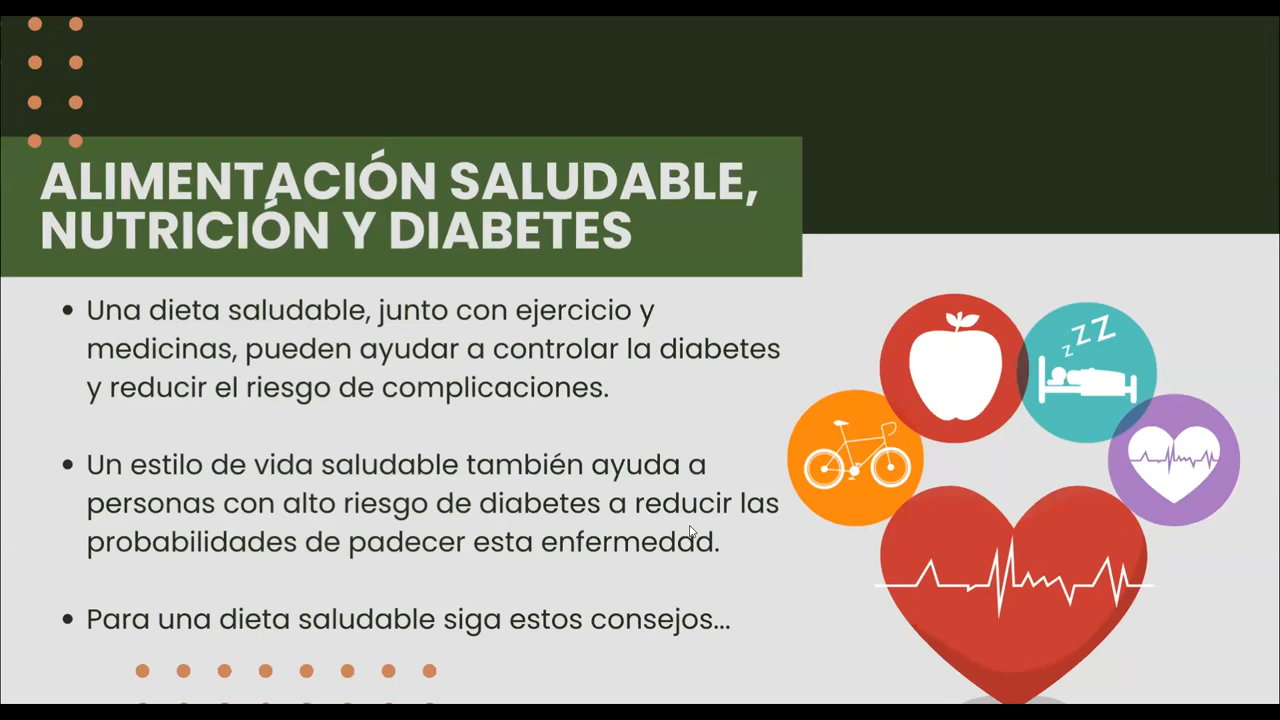 ALIMENTACIÓN SALUDABLE,
NUTRICIÓN Y DIABETES
• Una dieta saludable, junto con ejercicio y
medicinas, pueden ayudar a controlar la diabetes
y reducir el riesgo de complicaciones.
• Un estilo de vida saludable también ayuda a
personas con alto riesgo de diabetes a reducir las
probabilidades de padecer esta enfermedad.
• Para una dieta saludable siga estos consejos...
z Z Z